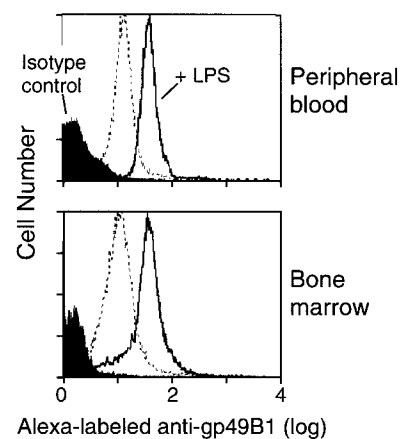 Isotype
control
+ LPS
Peripheral
blood
Cell Number
Bone
marrow
0
2
4
Alexa-labeled anti-gp49B1 (log)